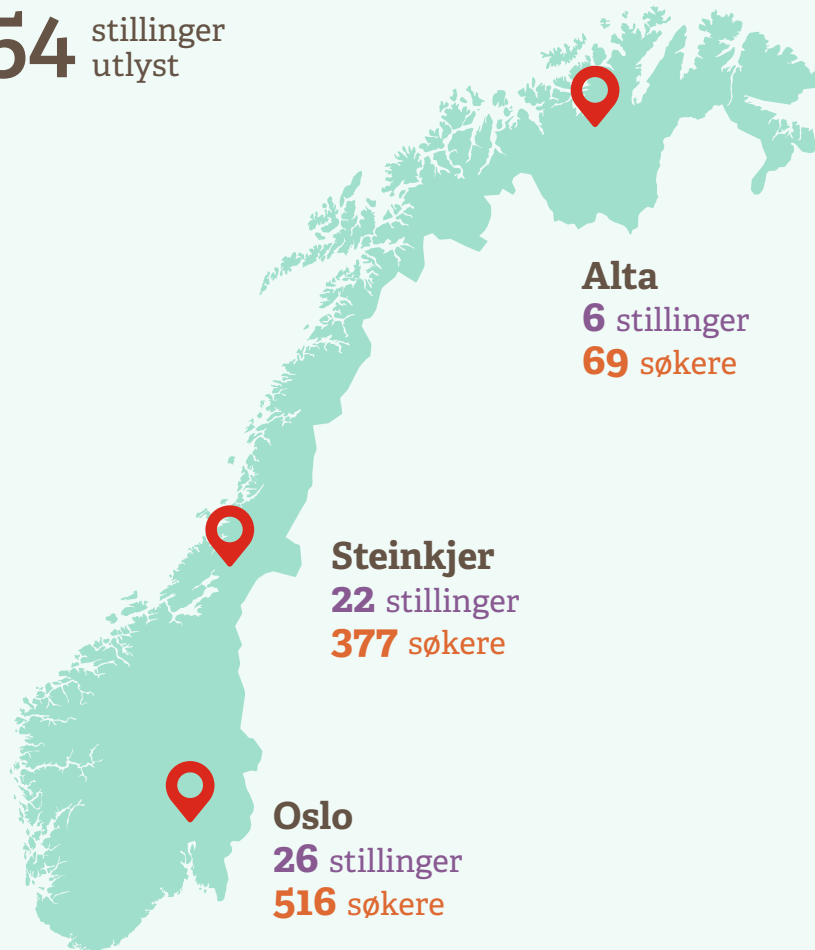 54 stillinger
utlyst
Alta
6 stillinger
69 søkere
Steinkjer
22 stillinger
377 søkere
Oslo
26 stillinger
516 søkere